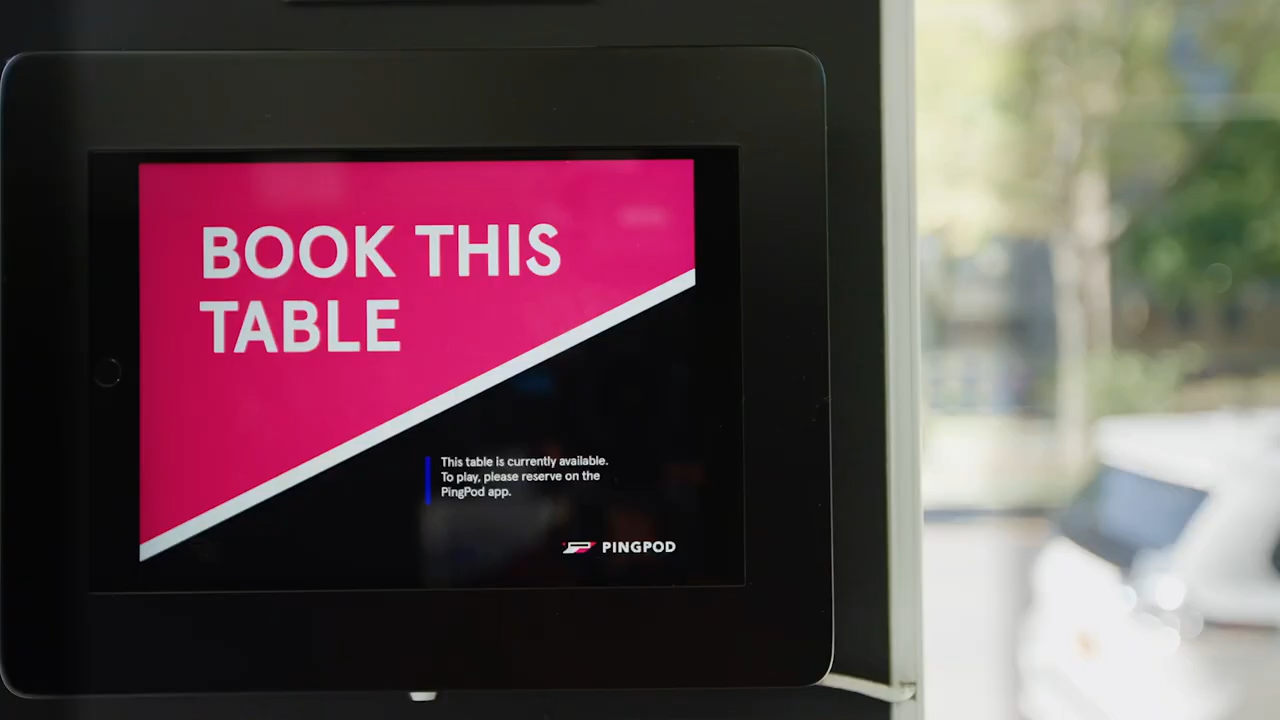 BOOK THIS
TABLE
This table is currently available.
To play, please reserve on the
PingPod app.
PINGPOD